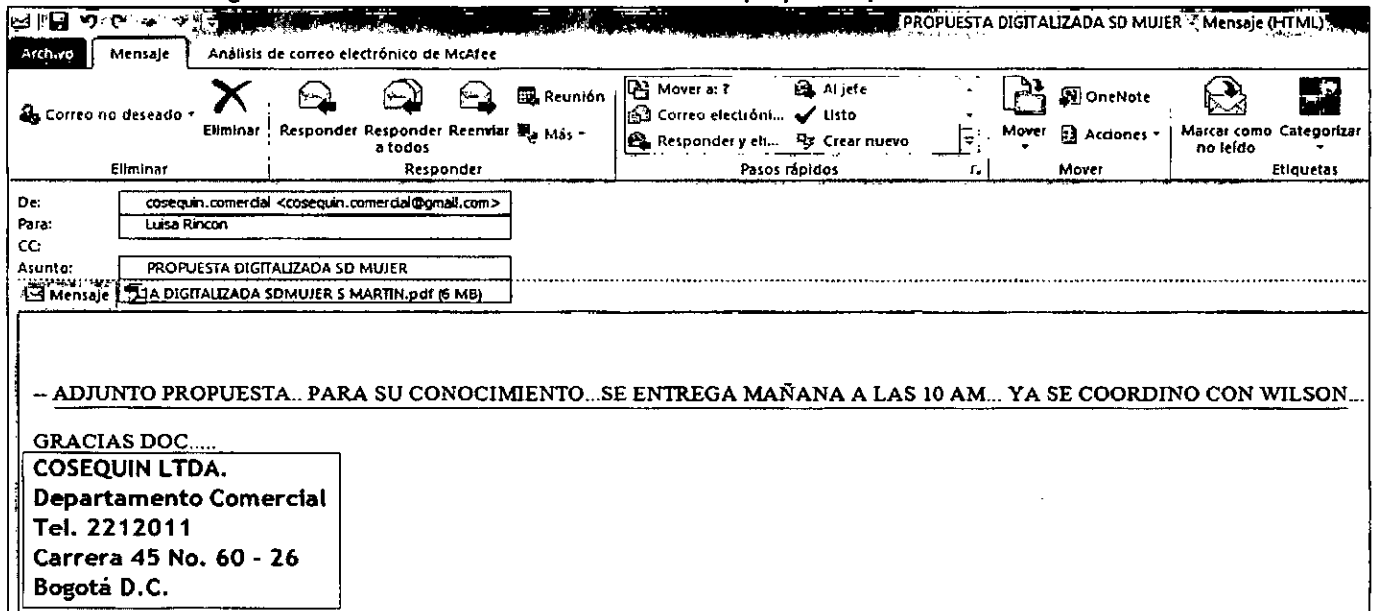 PROPUESTA DIGITALIZADA SD MUJER - Mensaje (HTML)
Archivo Mensaje Análisis de correo electrónico de McAfee
Correo no deseado
Eliminar
Responder Responder a todos Reenviar
Reunión
Más
Mover a: ? Al jefe
Correo electróni... Listo
Responder y eli... Crear nuevo
Mover
OneNote
Acciones
Marcar como no leído Categorizar
Eliminar Responder Pasos rápidos Mover Etiquetas
De: cosequin.comercial <cosequin.comercial@gmail.com>
Para: Luisa Rincon
CC:
Asunto: PROPUESTA DIGITALIZADA SD MUJER
Mensaje A DIGITALIZADA SDMUJER S MARTIN.pdf (6 MB)
-- ADJUNTO PROPUESTA.. PARA SU CONOCIMIENTO...SE ENTREGA MAÑANA A LAS 10 AM... YA SE COORDINO CON WILSON...
GRACIAS DOC.....
COSEQUIN LTDA.
Departamento Comercial
Tel. 2212011
Carrera 45 No. 60 - 26
Bogotá D.C.